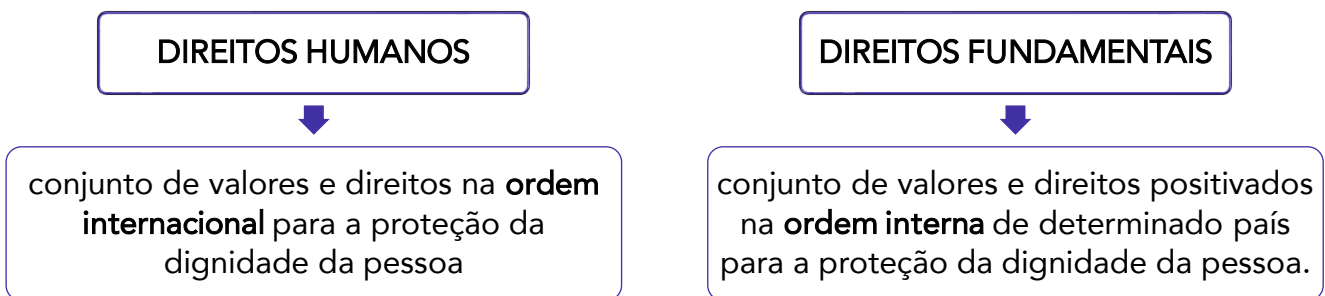 DIREITOS HUMANOS
conjunto de valores e direitos na ordem
internacional para a proteção da
dignidade da pessoa
DIREITOS FUNDAMENTAIS
conjunto de valores e direitos positivados
na ordem interna de determinado país
para a proteção da dignidade da pessoa.